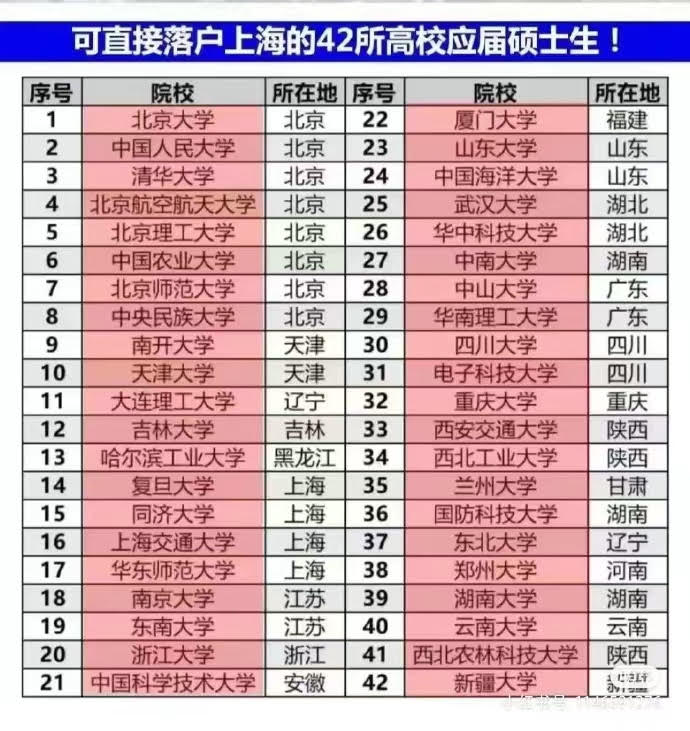 可直接落户上海的42所高校应届硕士生！
序号 院校 所在地 序号 院校 所在地
1 北京大学 北京 22 厦门大学 福建
2 中国人民大学 北京 23 山东大学 山东
3 清华大学 北京 24 中国海洋大学 山东
4 北京航空航天大学 北京 25 武汉大学 湖北
5 北京理工大学 北京 26 华中科技大学 湖北
6 中国农业大学 北京 27 中南大学 湖南
7 北京师范大学 北京 28 中山大学 广东
8 中央民族大学 北京 29 华南理工大学 广东
9 南开大学 天津 30 四川大学 四川
10 天津大学 天津 31 电子科技大学 四川
11 大连理工大学 辽宁 32 重庆大学 重庆
12 吉林大学 吉林 33 西安交通大学 陕西
13 哈尔滨工业大学 黑龙江 34 西北工业大学 陕西
14 复旦大学 上海 35 兰州大学 甘肃
15 同济大学 上海 36 国防科技大学 湖南
16 上海交通大学 上海 37 东北大学 辽宁
17 华东师范大学 上海 38 郑州大学 河南
18 南京大学 江苏 39 湖南大学 湖南
19 东南大学 江苏 40 云南大学 云南
20 浙江大学 浙江 41 西北农林科技大学 陕西
21 中国科学技术大学 安徽 42 新疆大学 新疆
小红书号